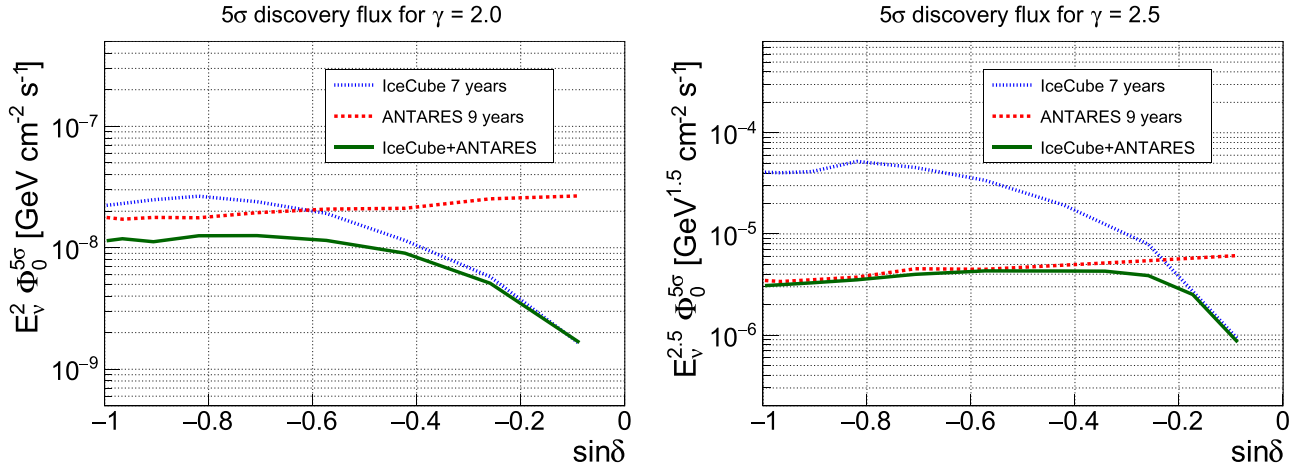 5σ discovery flux for γ = 2.0
E_ν^2 Φ_0^5σ [GeV cm^−2 s^−1]
10^−7
10^−8
10^−9
IceCube 7 years
ANTARES 9 years
IceCube+ANTARES
−1 −0.8 −0.6 −0.4 −0.2 0
sinδ
5σ discovery flux for γ = 2.5
E_ν^2.5 Φ_0^5σ [GeV^1.5 cm^−2 s^−1]
10^−4
10^−5
10^−6
IceCube 7 years
ANTARES 9 years
IceCube+ANTARES
−1 −0.8 −0.6 −0.4 −0.2 0
sinδ